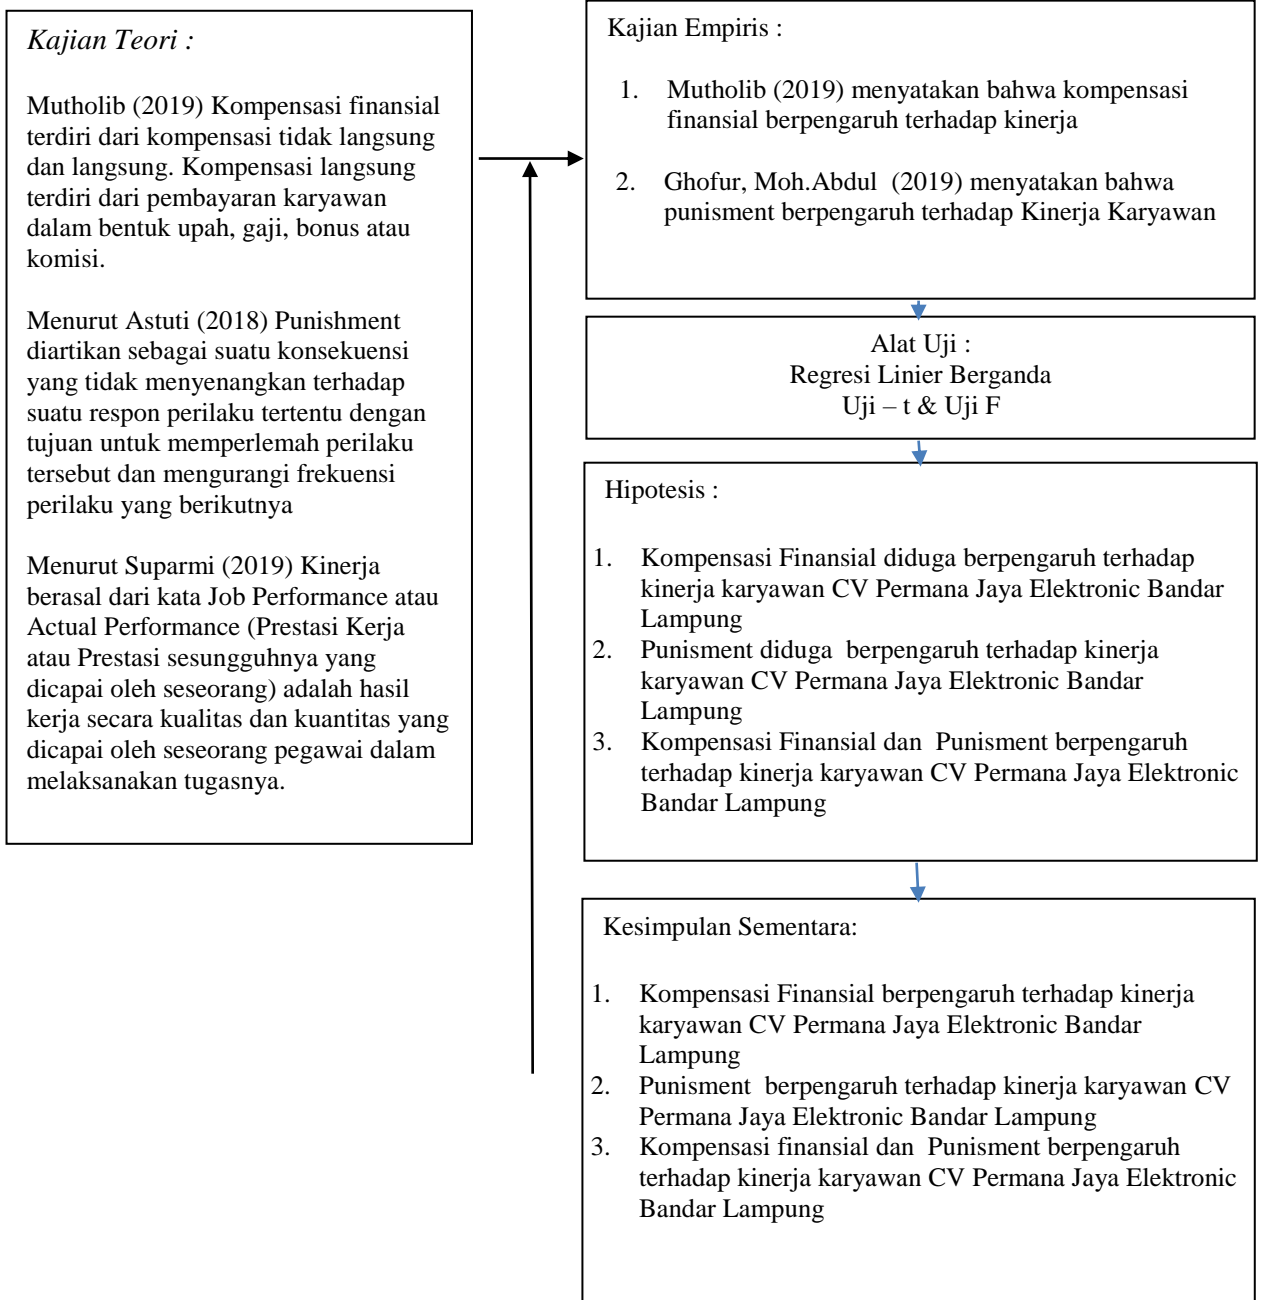 Kajian Teori :
Mutholib (2019) Kompensasi finansial
terdiri dari kompensasi tidak langsung
dan langsung. Kompensasi langsung
terdiri dari pembayaran karyawan
dalam bentuk upah, gaji, bonus atau
komisi.
Menurut Astuti (2018) Punishment
diartikan sebagai suatu konsekuensi
yang tidak menyenangkan terhadap
suatu respon perilaku tertentu dengan
tujuan untuk memperlemah perilaku
tersebut dan mengurangi frekuensi
perilaku yang berikutnya
Menurut Suparmi (2019) Kinerja
berasal dari kata Job Performance atau
Actual Performance (Prestasi Kerja
atau Prestasi sesungguhnya yang
dicapai oleh seseorang) adalah hasil
kerja secara kualitas dan kuantitas yang
dicapai oleh seseorang pegawai dalam
melaksanakan tugasnya.
Kajian Empiris :
1. Mutholib (2019) menyatakan bahwa kompensasi
finansial berpengaruh terhadap kinerja
2. Ghofur, Moh.Abdul (2019) menyatakan bahwa
punisment berpengaruh terhadap Kinerja Karyawan
Alat Uji :
Regresi Linier Berganda
Uji – t & Uji F
Hipotesis :
1. Kompensasi Finansial diduga berpengaruh terhadap
kinerja karyawan CV Permana Jaya Elektronic Bandar
Lampung
2. Punisment diduga berpengaruh terhadap kinerja
karyawan CV Permana Jaya Elektronic Bandar
Lampung
3. Kompensasi Finansial dan Punisment berpengaruh
terhadap kinerja karyawan CV Permana Jaya Elektronic
Bandar Lampung
Kesimpulan Sementara:
1. Kompensasi Finansial berpengaruh terhadap kinerja
karyawan CV Permana Jaya Elektronic Bandar
Lampung
2. Punisment berpengaruh terhadap kinerja karyawan CV
Permana Jaya Elektronic Bandar Lampung
3. Kompensasi finansial dan Punisment berpengaruh
terhadap kinerja karyawan CV Permana Jaya Elektronic
Bandar Lampung